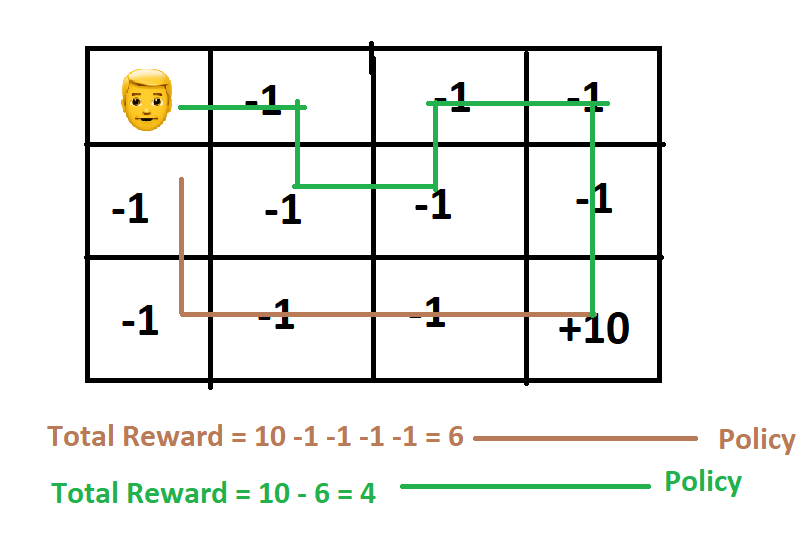 -1 -1 -1
-1 -1 -1 -1
-1 -1 -1 +10
Total Reward = 10 -1 -1 -1 -1 = 6 Policy
Total Reward = 10 - 6 = 4 Policy